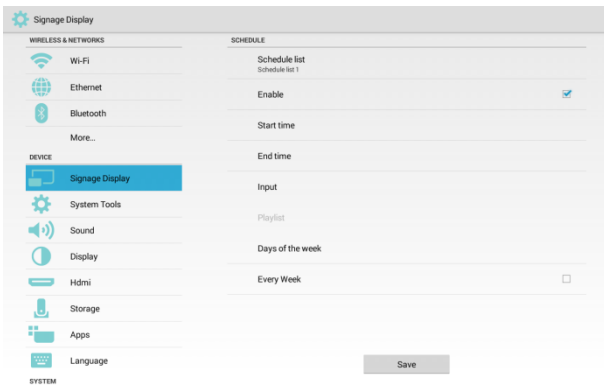 Signage Display
WIRELESS & NETWORKS
Wi-Fi
Ethernet
Bluetooth
More...
DEVICE
Signage Display
System Tools
Sound
Display
Hdmi
Storage
Apps
Language
SYSTEM
SCHEDULE
Schedule list
Schedule list 1
Enable
Start time
End time
Input
Playlist
Days of the week
Every Week
Save